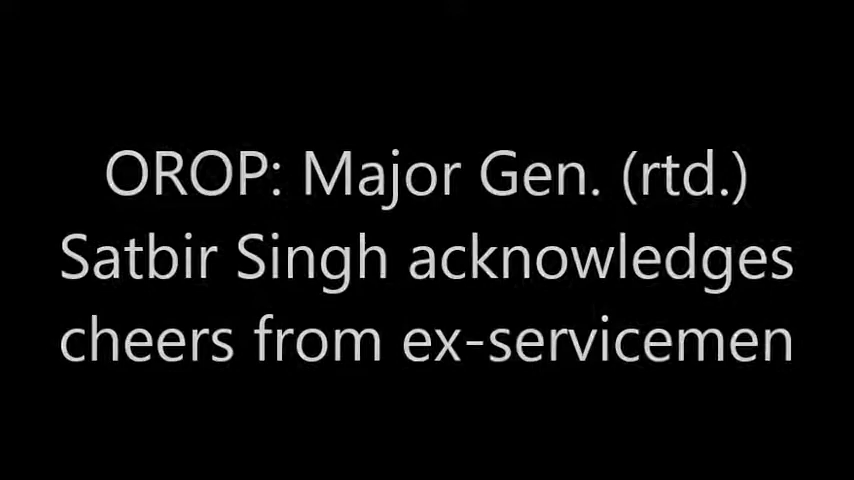 OROP: Major Gen. (rtd.)
Satbir Singh acknowledges
cheers from ex-servicemen